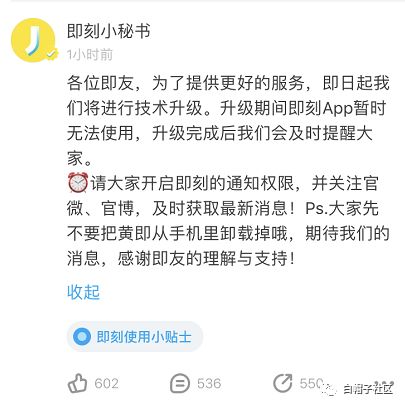 即刻小秘书
1小时前
各位即友，为了提供更好的服务，即日起我
们将进行技术升级。升级期间即刻App暂时
无法使用，升级完成后我们会及时提醒大
家。
⏰请大家开启即刻的通知权限，并关注官
微、官博，及时获取最新消息！Ps.大家先
不要把黄即从手机里卸载掉哦，期待我们的
消息，感谢即友的理解与支持！
收起
即刻使用小贴士
602 536 550 白帽子社区